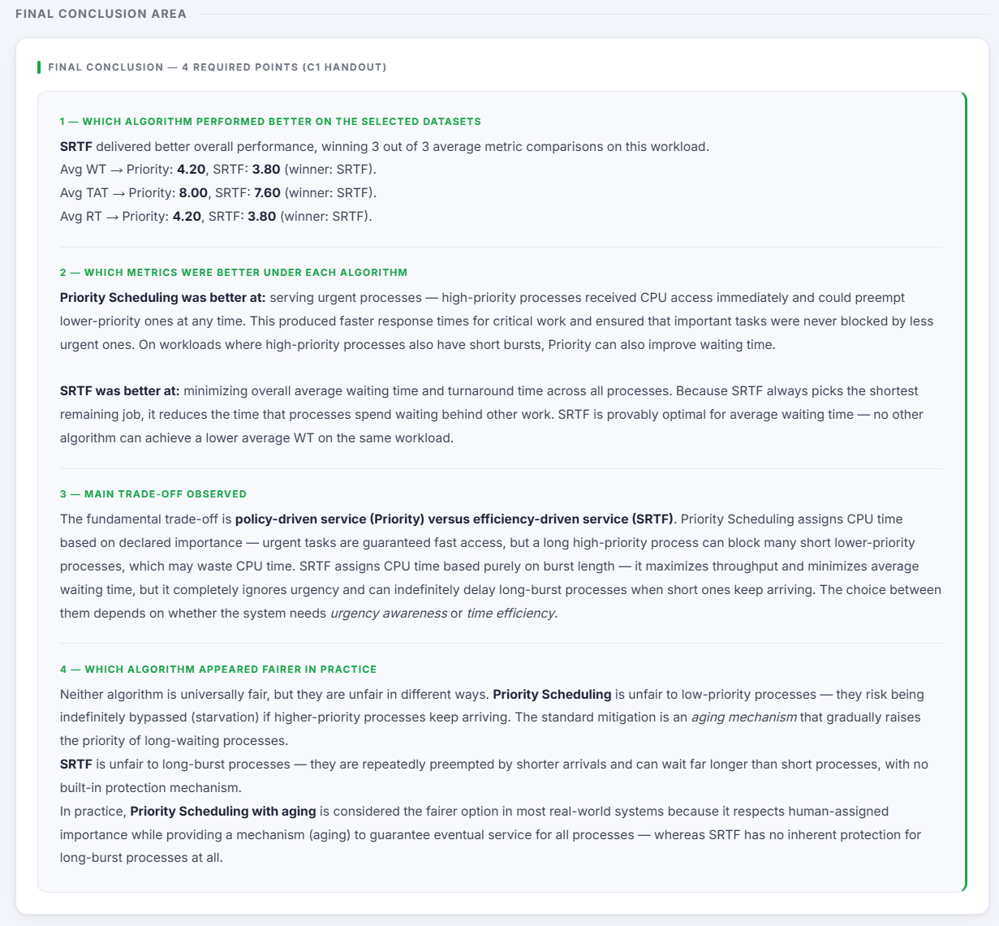 FINAL CONCLUSION AREA
FINAL CONCLUSION — 4 REQUIRED POINTS (C1 HANDOUT)
1 — WHICH ALGORITHM PERFORMED BETTER ON THE SELECTED DATASETS
SRTF delivered better overall performance, winning 3 out of 3 average metric comparisons on this workload.
Avg WT → Priority: 4.20, SRTF: 3.80 (winner: SRTF).
Avg TAT → Priority: 8.00, SRTF: 7.60 (winner: SRTF).
Avg RT → Priority: 4.20, SRTF: 3.80 (winner: SRTF).
2 — WHICH METRICS WERE BETTER UNDER EACH ALGORITHM
Priority Scheduling was better at: serving urgent processes — high-priority processes received CPU access immediately and could preempt
lower-priority ones at any time. This produced faster response times for critical work and ensured that important tasks were never blocked by less
urgent ones. On workloads where high-priority processes also have short bursts, Priority can also improve waiting time.
SRTF was better at: minimizing overall average waiting time and turnaround time across all processes. Because SRTF always picks the shortest
remaining job, it reduces the time that processes spend waiting behind other work. SRTF is provably optimal for average waiting time — no other
algorithm can achieve a lower average WT on the same workload.
3 — MAIN TRADE-OFF OBSERVED
The fundamental trade-off is policy-driven service (Priority) versus efficiency-driven service (SRTF). Priority Scheduling assigns CPU time
based on declared importance — urgent tasks are guaranteed fast access, but a long high-priority process can block many short lower-priority
processes, which may waste CPU time. SRTF assigns CPU time based purely on burst length — it maximizes throughput and minimizes average
waiting time, but it completely ignores urgency and can indefinitely delay long-burst processes when short ones keep arriving. The choice between
them depends on whether the system needs urgency awareness or time efficiency.
4 — WHICH ALGORITHM APPEARED FAIRER IN PRACTICE
Neither algorithm is universally fair, but they are unfair in different ways. Priority Scheduling is unfair to low-priority processes — they risk being
indefinitely bypassed (starvation) if higher-priority processes keep arriving. The standard mitigation is an aging mechanism that gradually raises
the priority of long-waiting processes.
SRTF is unfair to long-burst processes — they are repeatedly preempted by shorter arrivals and can wait far longer than short processes, with no
built-in protection mechanism.
In practice, Priority Scheduling with aging is considered the fairer option in most real-world systems because it respects human-assigned
importance while providing a mechanism (aging) to guarantee eventual service for all processes — whereas SRTF has no inherent protection for
long-burst processes at all.